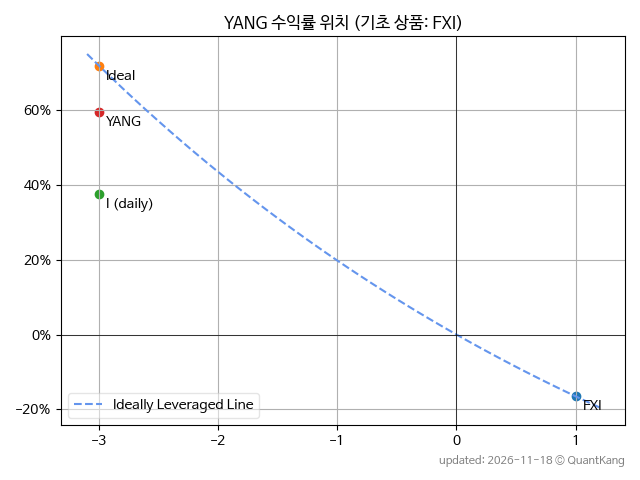 YANG 수익률 위치 (기초 상품: FXI)
Ideal
60%
YANG
40%
I (daily)
20%
0%
Ideally Leveraged Line
FXI
−20%
−3
−2
−1
0
1
updated: 2026-11-18 © QuantKang